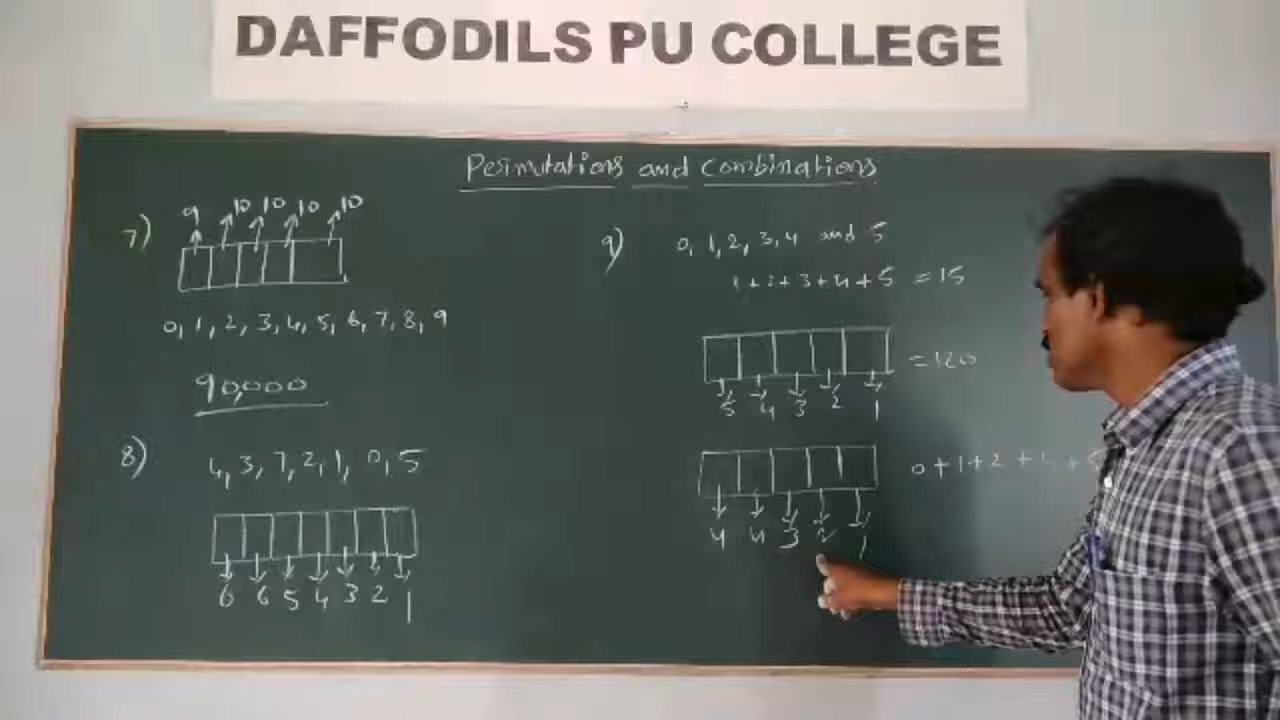 DAFFODILS PU COLLEGE
Permutations and Combinations
7)
9 10 10 10 10
0, 1, 2, 3, 4, 5, 6, 7, 8, 9
90,000
8)
4, 3, 7, 2, 1, 0, 5
6 6 5 4 3 2 1
9)
0, 1, 2, 3, 4 and 5
1+2+3+4+5 = 15
= 120
5 4 3 2 1
0+1+2+4+5
4 4 3 2 1